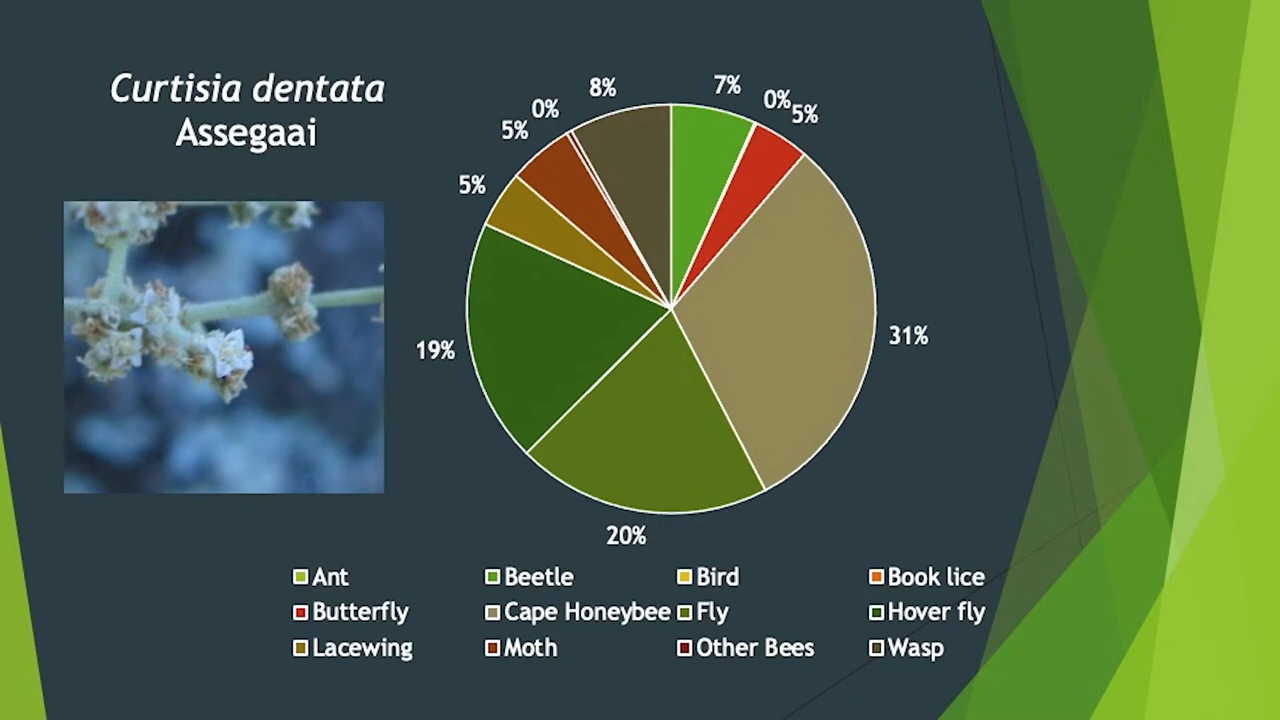 Curtisia dentata
Assegaai
8%
7%
0%
5%
0%
5%
5%
31%
19%
20%
Ant
Beetle
Bird
Book lice
Butterfly
Cape Honeybee
Fly
Hover fly
Lacewing
Moth
Other Bees
Wasp